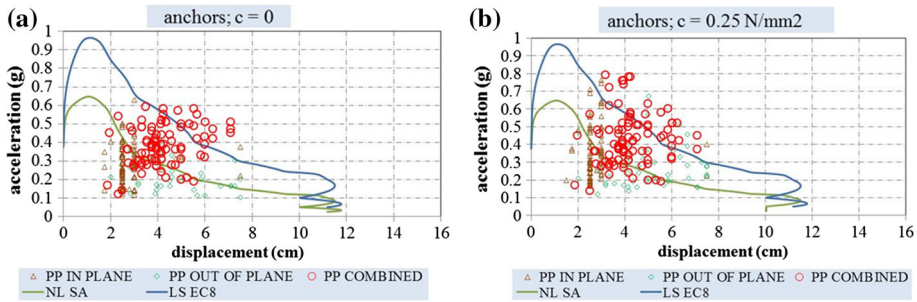 (a)
anchors; c = 0
acceleration (g)
1
0.9
0.8
0.7
0.6
0.5
0.4
0.3
0.2
0.1
0
0 2 4 6 8 10 12 14 16
displacement (cm)
PP IN PLANE PP OUT OF PLANE PP COMBINED
NL SA LS EC8
(b)
anchors; c = 0.25 N/mm2
acceleration (g)
1
0.9
0.8
0.7
0.6
0.5
0.4
0.3
0.2
0.1
0
0 2 4 6 8 10 12 14 16
displacement (cm)
PP IN PLANE PP OUT OF PLANE PP COMBINED
NL SA LS EC8